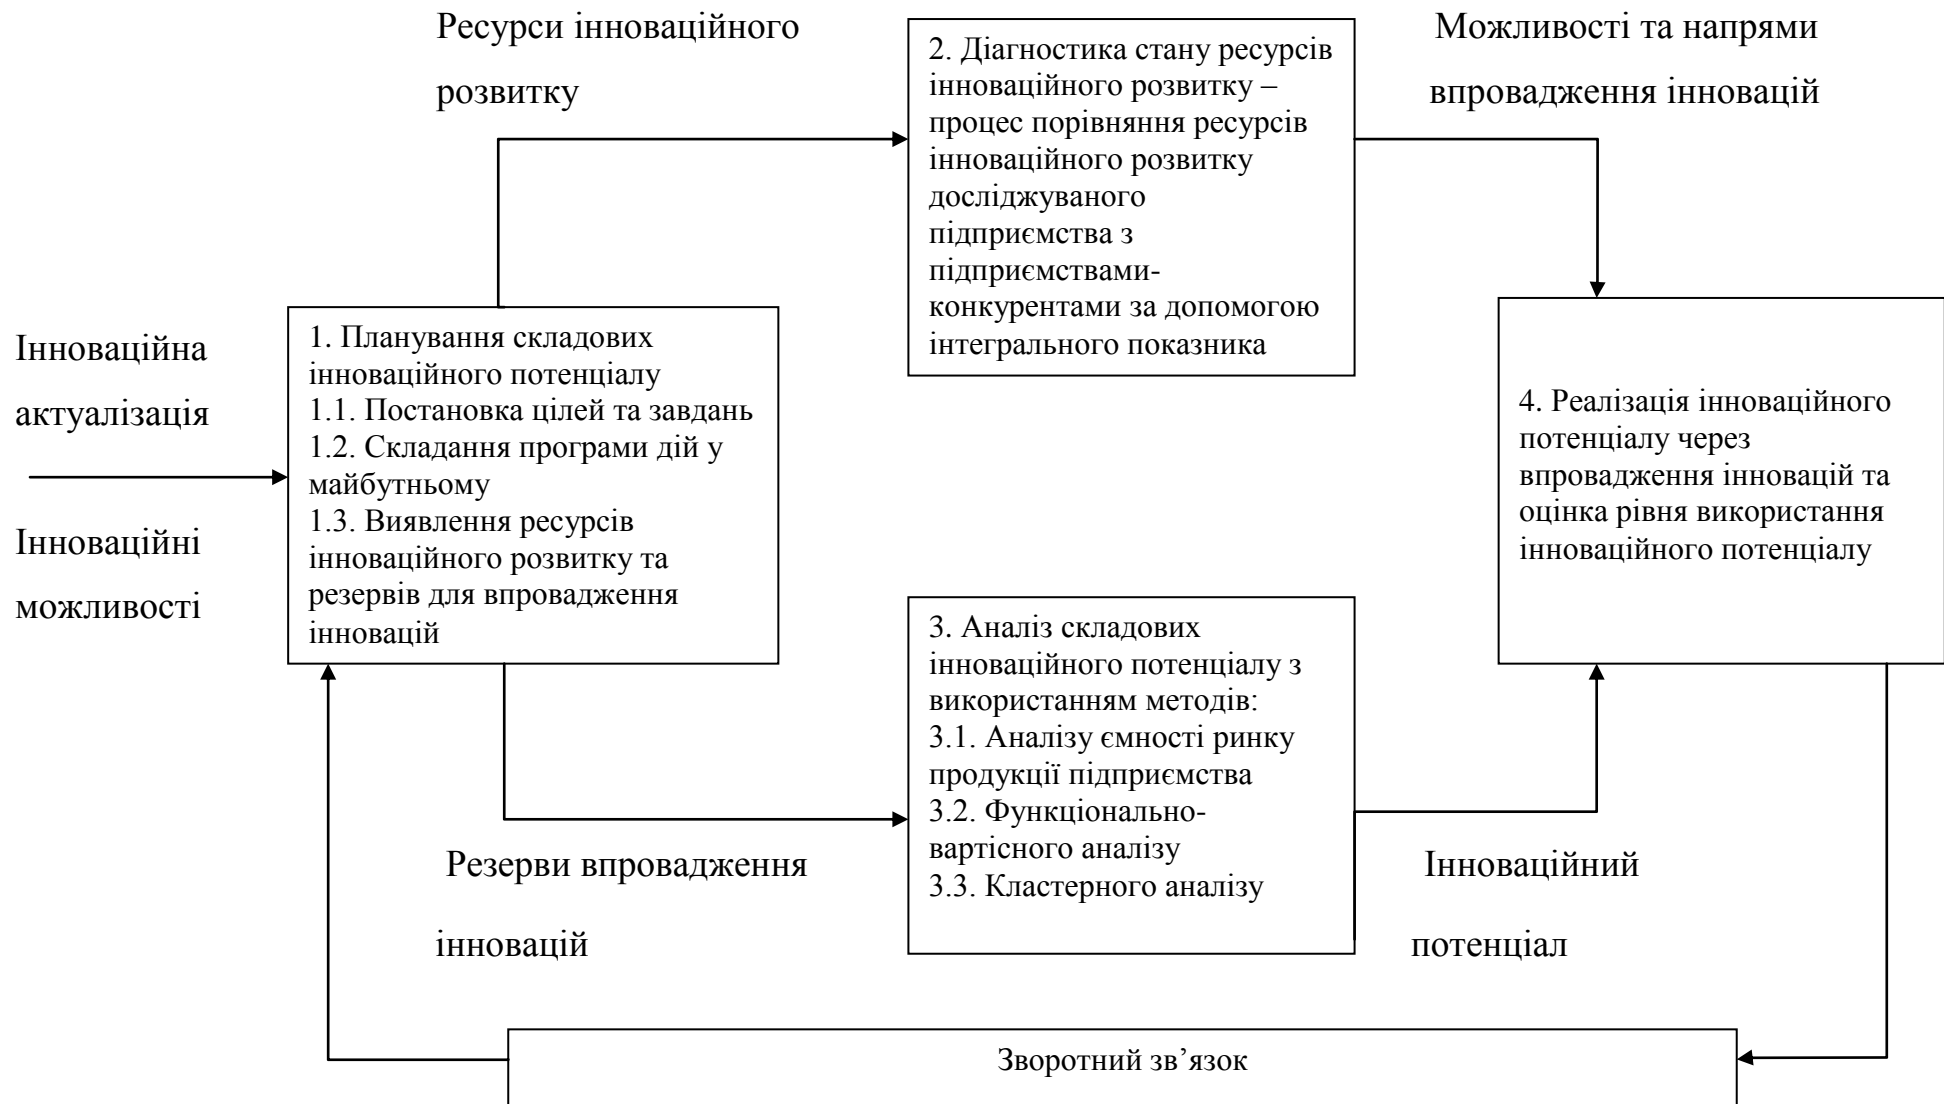 Ресурси інноваційного
розвитку
2. Діагностика стану ресурсів
інноваційного розвитку –
процес порівняння ресурсів
інноваційного розвитку
досліджуваного
підприємства з
підприємствами-
конкурентами за допомогою
інтегрального показника
Можливості та напрями
впровадження інновацій
Інноваційна
актуалізація
Інноваційні
можливості
1. Планування складових
інноваційного потенціалу
1.1. Постановка цілей та завдань
1.2. Складання програми дій у
майбутньому
1.3. Виявлення ресурсів
інноваційного розвитку та
резервів для впровадження
інновацій
4. Реалізація інноваційного
потенціалу через
впровадження інновацій та
оцінка рівня використання
інноваційного потенціалу
3. Аналіз складових
інноваційного потенціалу з
використанням методів:
3.1. Аналізу ємності ринку
продукції підприємства
3.2. Функціонально-
вартісного аналізу
3.3. Кластерного аналізу
Резерви впровадження
інновацій
Інноваційний
потенціал
Зворотний зв’язок